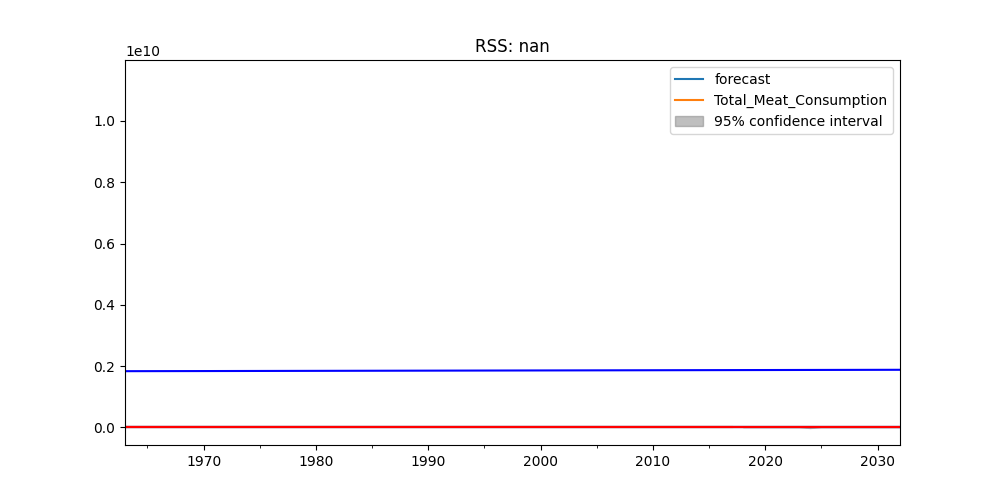 RSS: nan
1e10
forecast
Total_Meat_Consumption
95% confidence interval
1.0
0.8
0.6
0.4
0.2
0.0
1970 1980 1990 2000 2010 2020 2030